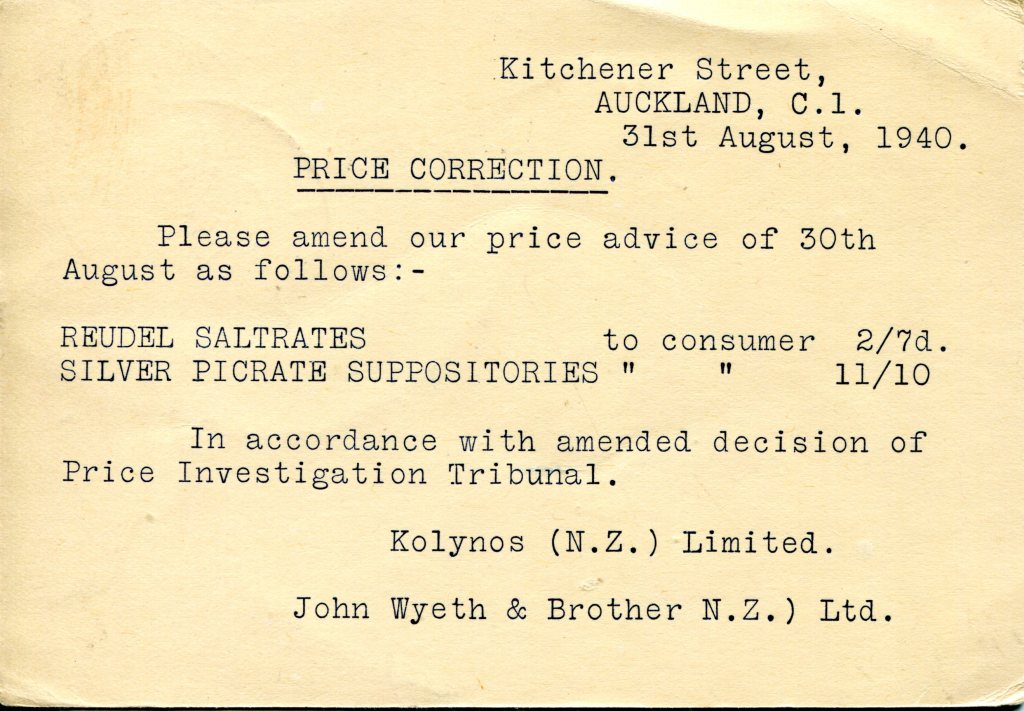 Kitchener Street,
AUCKLAND, C.1.
31st August, 1940.
PRICE CORRECTION.
Please amend our price advice of 30th
August as follows:-
REUDEL SALTRATES to consumer 2/7d.
SILVER PICRATE SUPPOSITORIES " " 11/10
In accordance with amended decision of
Price Investigation Tribunal.
Kolynos (N.Z.) Limited.
John Wyeth & Brother N.Z.) Ltd.